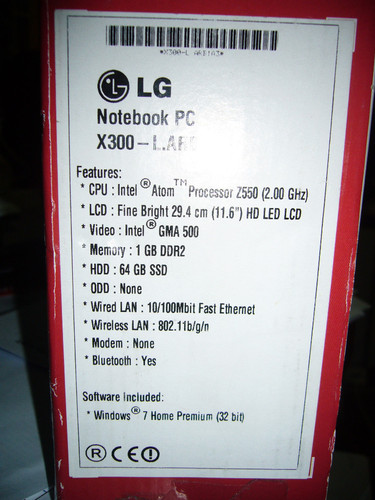 LG
Notebook PC
X300-L.AR
Features:
* CPU : Intel® Atom™ Processor Z550 (2.00 GHz)
* LCD : Fine Bright 29.4 cm (11.6") HD LED LCD
* Video : Intel® GMA 500
* Memory : 1 GB DDR2
* HDD : 64 GB SSD
* ODD : None
* Wired LAN : 10/100Mbit Fast Ethernet
* Wireless LAN : 802.11b/g/n
* Modem : None
* Bluetooth : Yes
Software Included:
* Windows® 7 Home Premium (32 bit)
® CE